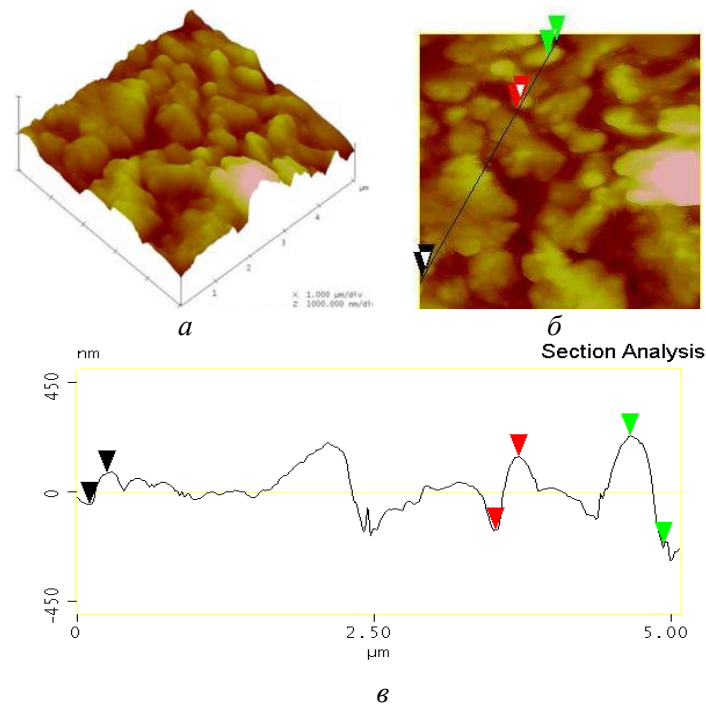 µm
4
3
2
1
X 1.000 µm/div
Z 1000.000 nm/div
а
б
nm
Section Analysis
450
0
-450
0
2.50
5.00
µm
в